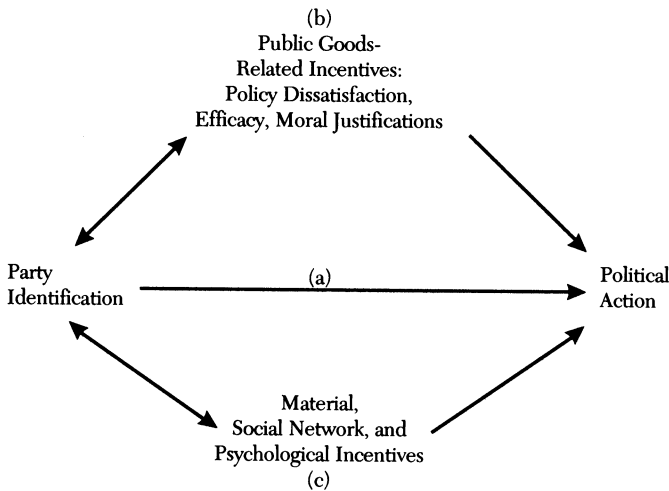 (b)
Public Goods-
Related Incentives:
Policy Dissatisfaction,
Efficacy, Moral Justifications
Party
Identification
(a)
Political
Action
Material,
Social Network, and
Psychological Incentives
(c)